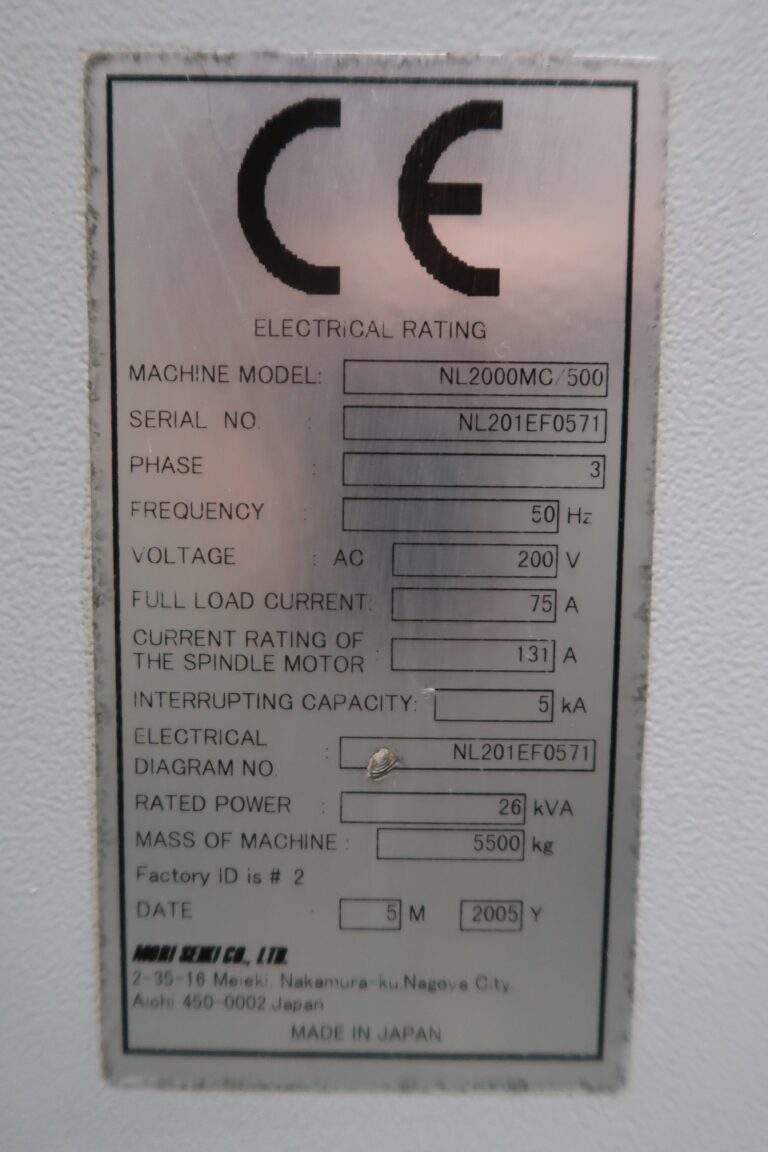 CE
ELECTRICAL RATING
MACHINE MODEL: NL2000MC/500
SERIAL NO. : NL201EF0571
PHASE : 3
FREQUENCY : 50 Hz
VOLTAGE : AC 200 V
FULL LOAD CURRENT: 75 A
CURRENT RATING OF
THE SPINDLE MOTOR : 131 A
INTERRUPTING CAPACITY: 5 kA
ELECTRICAL
DIAGRAM NO. : NL201EF0571
RATED POWER : 26 kVA
MASS OF MACHINE : 5500 kg
Factory ID is # 2
DATE : 5 M 2005 Y
MORI SEIKI CO., LTD.
2-35-16 Meieki, Nakamura-ku,Nagoya City,
Aichi 450-0002,Japan
MADE IN JAPAN